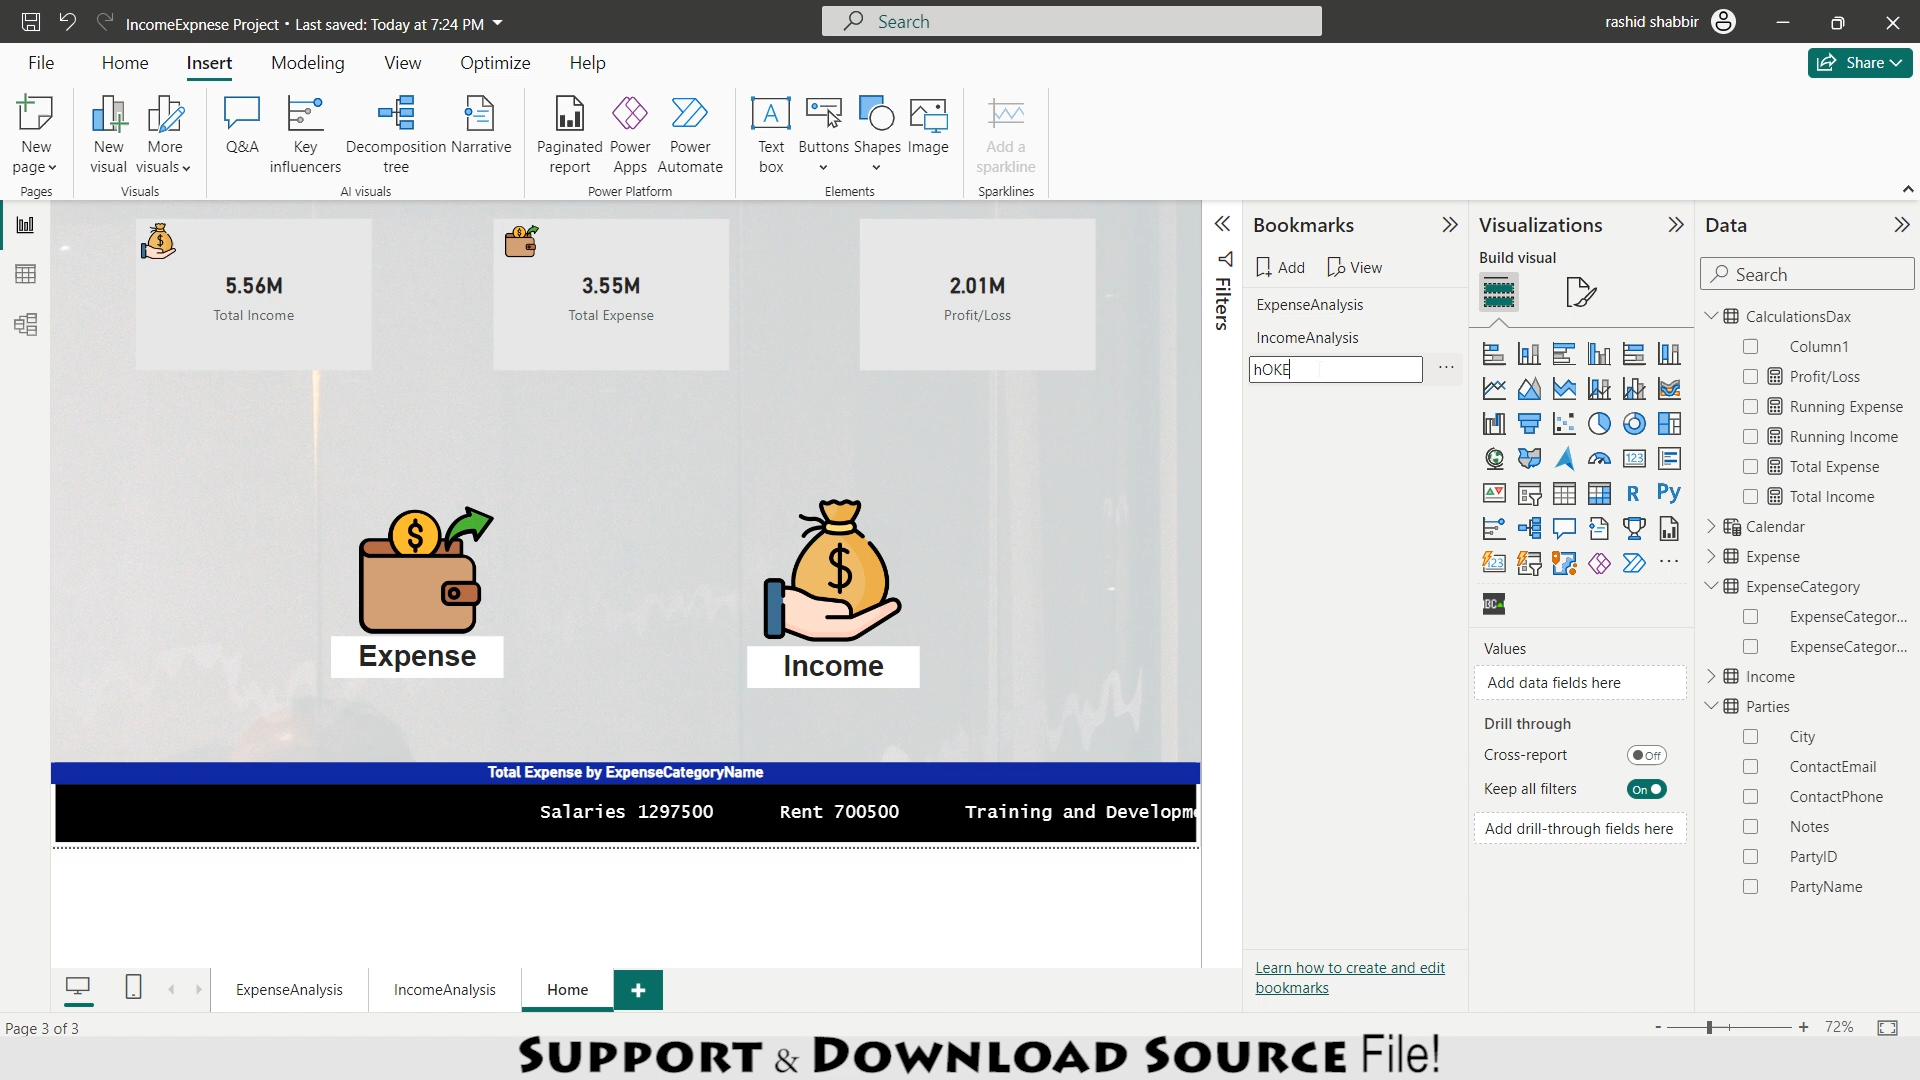 IncomeExpnese Project • Last saved: Today at 7:24 PM
Search
rashid shabbir
File
Home
Insert
Modeling
View
Optimize
Help
Share
New page
New visual
More visuals
Q&A
Key influencers
Decomposition tree
Narrative
Paginated report
Power Apps
Power Automate
Text box
Buttons
Shapes
Image
Add a sparkline
Pages
Visuals
AI visuals
Power Platform
Elements
Sparklines
5.56M
Total Income
3.55M
Total Expense
2.01M
Profit/Loss
Expense
Income
Total Expense by ExpenseCategoryName
Salaries 1297500
Rent 700500
Training and Developm
Filters
Bookmarks
Add
View
ExpenseAnalysis
IncomeAnalysis
hOKE
Learn how to create and edit
bookmarks
Visualizations
Build visual
123
R
Py
123
BC
Values
Add data fields here
Drill through
Cross-report
Off
Keep all filters
On
Add drill-through fields here
Data
Search
CalculationsDax
Column1
Profit/Loss
Running Expense
Running Income
Total Expense
Total Income
Calendar
Expense
ExpenseCategory
ExpenseCategor...
ExpenseCategor...
Income
Parties
City
ContactEmail
ContactPhone
Notes
PartyID
PartyName
ExpenseAnalysis
IncomeAnalysis
Home
Page 3 of 3
72%
Support & Download Source File!